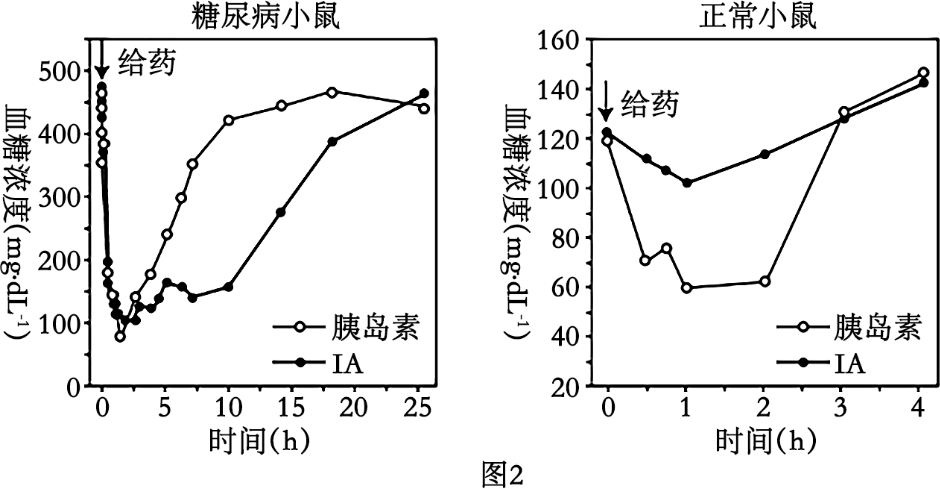 糖尿病小鼠
500
400
300
200
100
0
血糖浓度(mg·dL⁻¹)
给药
胰岛素
IA
0 5 10 15 20 25
时间(h)
正常小鼠
160
140
120
100
80
60
40
20
血糖浓度(mg·dL⁻¹)
给药
胰岛素
IA
0 1 2 3 4
时间(h)
图2